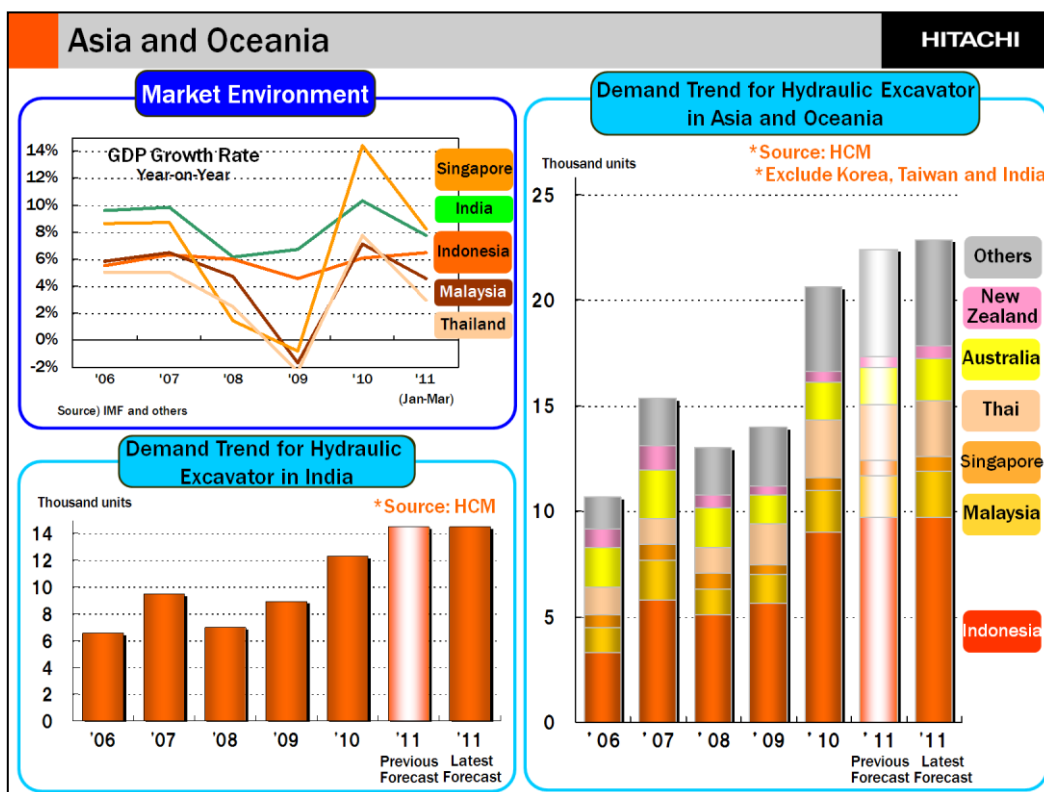 Asia and Oceania
HITACHI
Market Environment
GDP Growth Rate
Year-on-Year
14%
12%
10%
8%
6%
4%
2%
0%
-2%
'06 '07 '08 '09 '10 '11
(Jan-Mar)
Singapore
India
Indonesia
Malaysia
Thailand
Source) IMF and others
Demand Trend for Hydraulic
Excavator in India
Thousand units
*Source: HCM
14
12
10
8
6
4
2
0
'06 '07 '08 '09 '10 '11 '11
Previous Latest
Forecast Forecast
Demand Trend for Hydraulic Excavator
in Asia and Oceania
Thousand units
*Source: HCM
*Exclude Korea, Taiwan and India
25
20
15
10
5
0
' 06 '07 ' 08 ' 09 ' 10 ' 11 '11
Previous Latest
Forecast Forecast
Others
New
Zealand
Australia
Thai
Singapore
Malaysia
Indonesia